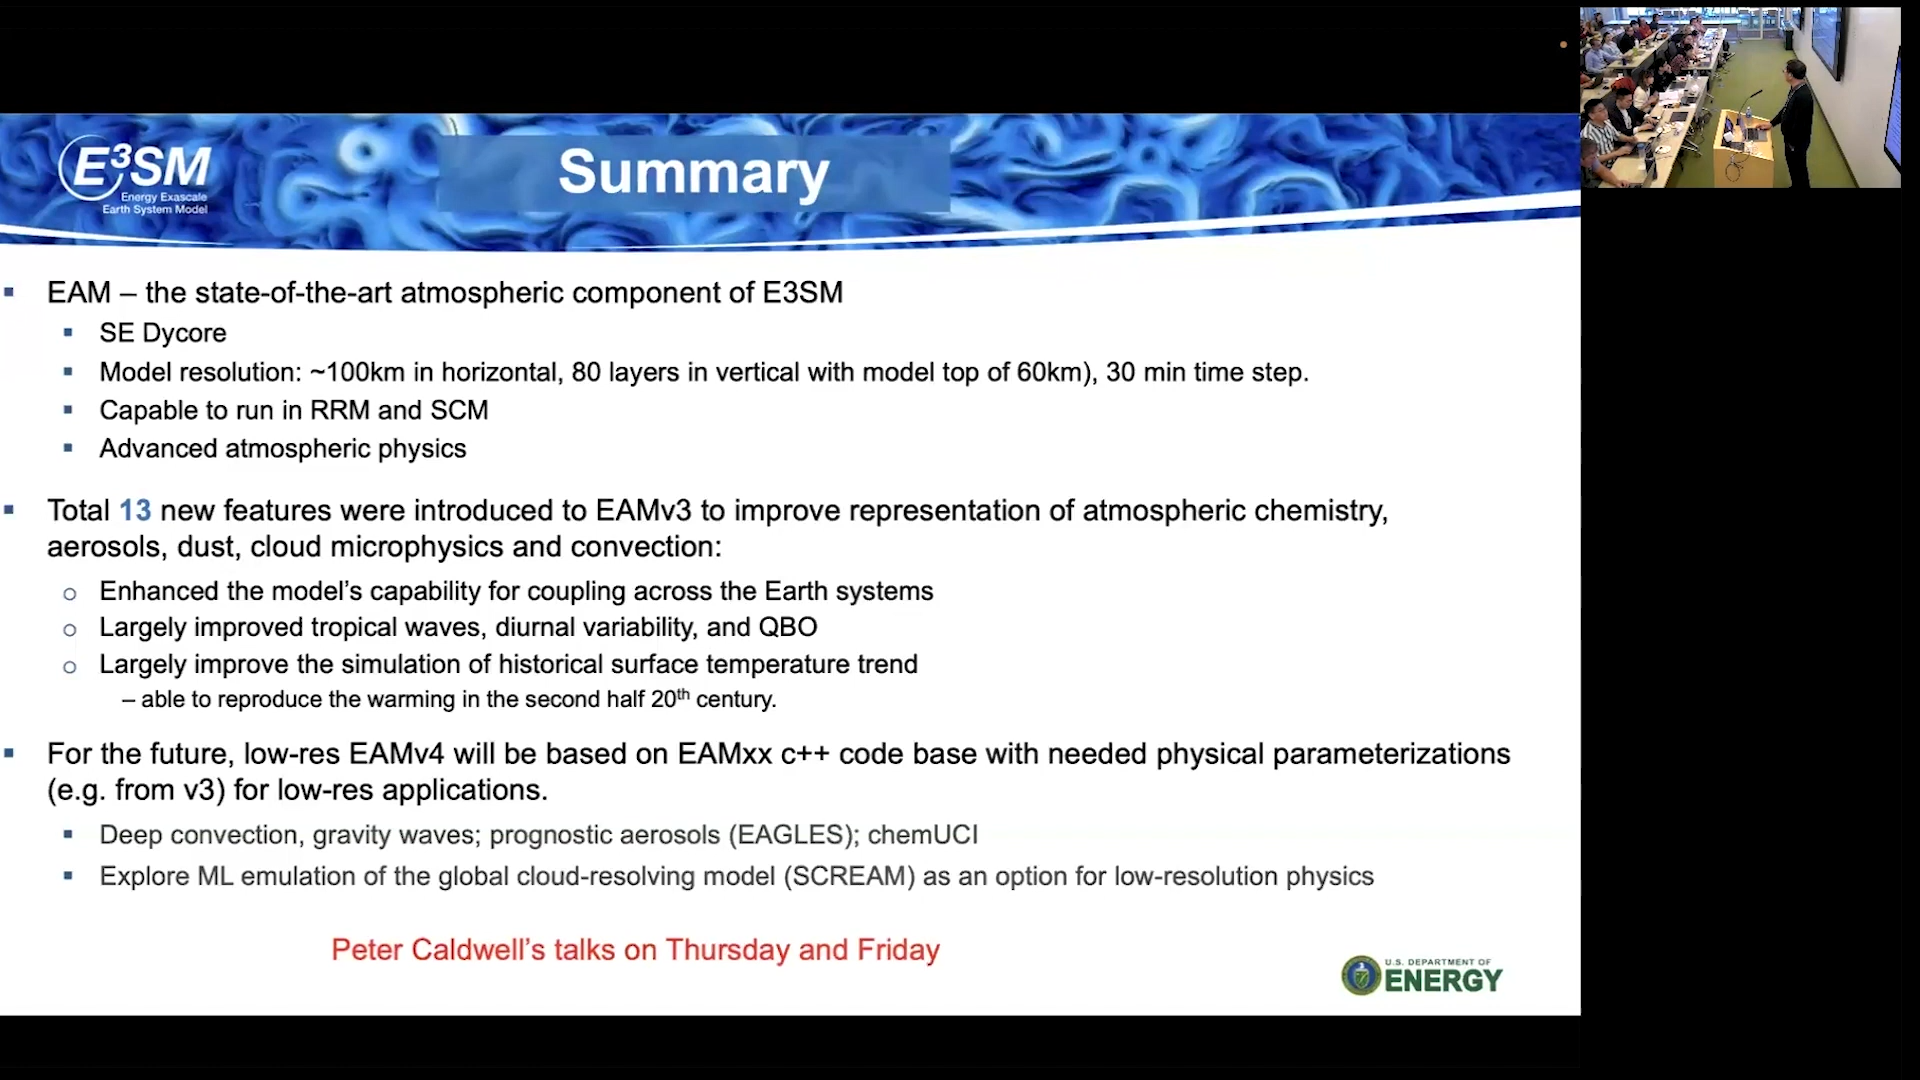 E3SM
Energy Exascale
Earth System Model
Summary
▪ EAM – the state-of-the-art atmospheric component of E3SM
▪ SE Dycore
▪ Model resolution: ~100km in horizontal, 80 layers in vertical with model top of 60km), 30 min time step.
▪ Capable to run in RRM and SCM
▪ Advanced atmospheric physics
▪ Total 13 new features were introduced to EAMv3 to improve representation of atmospheric chemistry,
aerosols, dust, cloud microphysics and convection:
○ Enhanced the model’s capability for coupling across the Earth systems
○ Largely improved tropical waves, diurnal variability, and QBO
○ Largely improve the simulation of historical surface temperature trend
– able to reproduce the warming in the second half 20th century.
▪ For the future, low-res EAMv4 will be based on EAMxx c++ code base with needed physical parameterizations
(e.g. from v3) for low-res applications.
▪ Deep convection, gravity waves; prognostic aerosols (EAGLES); chemUCI
▪ Explore ML emulation of the global cloud-resolving model (SCREAM) as an option for low-resolution physics
Peter Caldwell’s talks on Thursday and Friday
U.S. DEPARTMENT OF
ENERGY